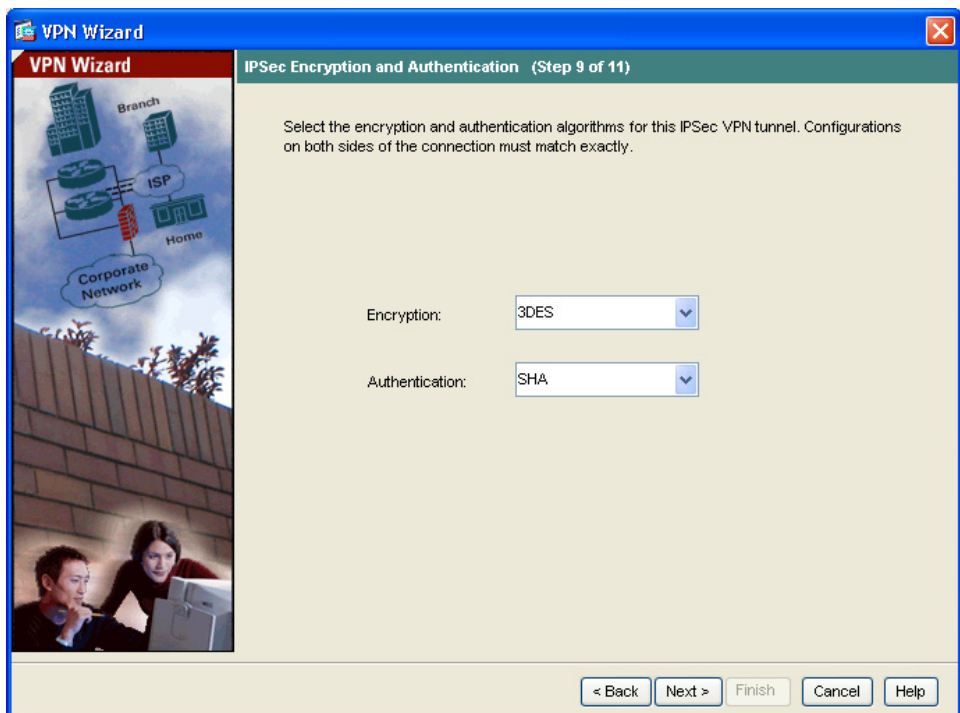 VPN Wizard
VPN Wizard
IPSec Encryption and Authentication (Step 9 of 11)
Branch
ISP
Home
Corporate
Network
Select the encryption and authentication algorithms for this IPSec VPN tunnel. Configurations
on both sides of the connection must match exactly.
Encryption: 3DES
Authentication: SHA
< Back Next > Finish Cancel Help